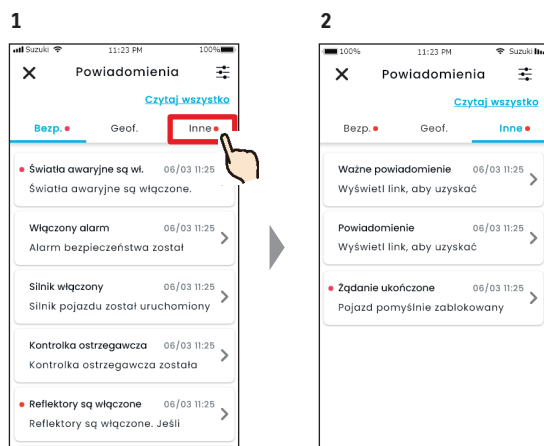 1
Suzuki 11:23 PM 100%
Powiadomienia
Czytaj wszystko
Bezp. Geof. Inne
Światła awaryjne są wł. 06/03 11:25
Światła awaryjne są włączone.
Włączony alarm 06/03 11:25
Alarm bezpieczeństwa został
Silnik włączony 06/03 11:25
Silnik pojazdu został uruchomiony
Kontrolka ostrzegawcza 06/03 11:25
Kontrolka ostrzegawcza została
Reflektory są włączone 06/03 11:25
Reflektory są włączone. Jeśli
2
100% 11:23 PM Suzuki
Powiadomienia
Czytaj wszystko
Bezp. Geof. Inne
Ważne powiadomienie 06/03 11:25
Wyświetl link, aby uzyskać
Powiadomienie 06/03 11:25
Wyświetl link, aby uzyskać
Żądanie ukończone 06/03 11:25
Pojazd pomyślnie zablokowany